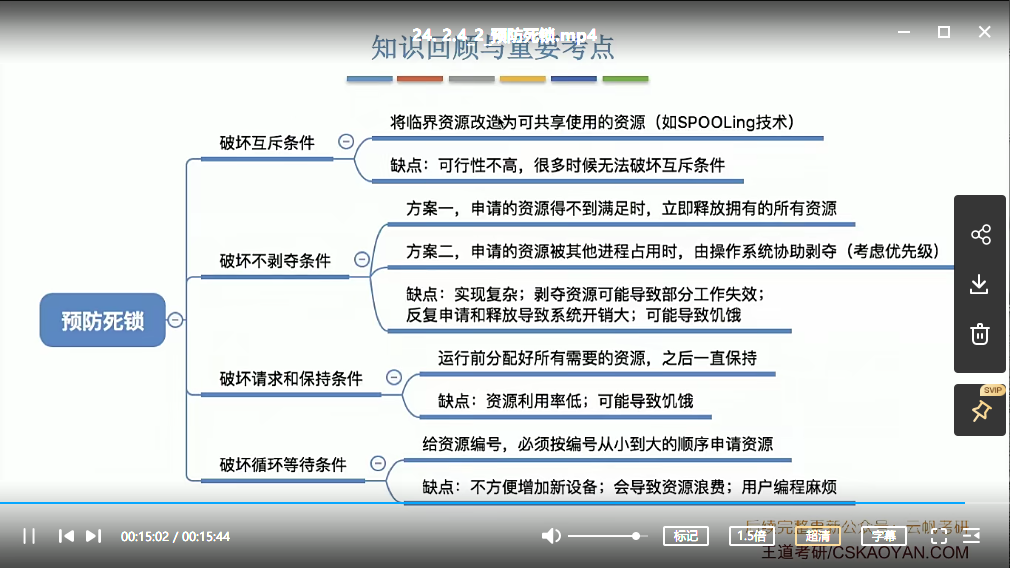 24. 2.4_2_预防死锁.mp4
知识回顾与重要考点
将临界资源改造为可共享使用的资源（如SPOOLing技术）
破坏互斥条件
缺点：可行性不高，很多时候无法破坏互斥条件
方案一，申请的资源得不到满足时，立即释放拥有的所有资源
方案二，申请的资源被其他进程占用时，由操作系统协助剥夺（考虑优先级）
破坏不剥夺条件
缺点：实现复杂；剥夺资源可能导致部分工作失效；
反复申请和释放导致系统开销大；可能导致饥饿
预防死锁
运行前分配好所有需要的资源，之后一直保持
破坏请求和保持条件
缺点：资源利用率低；可能导致饥饿
给资源编号，必须按编号从小到大的顺序申请资源
破坏循环等待条件
缺点：不方便增加新设备；会导致资源浪费；用户编程麻烦
SVIP
后续完整更新公众号：云帆考研
00:15:02 / 00:15:44
标记
1.5倍
超清
字幕
王道考研/CSKAOYAN.COM